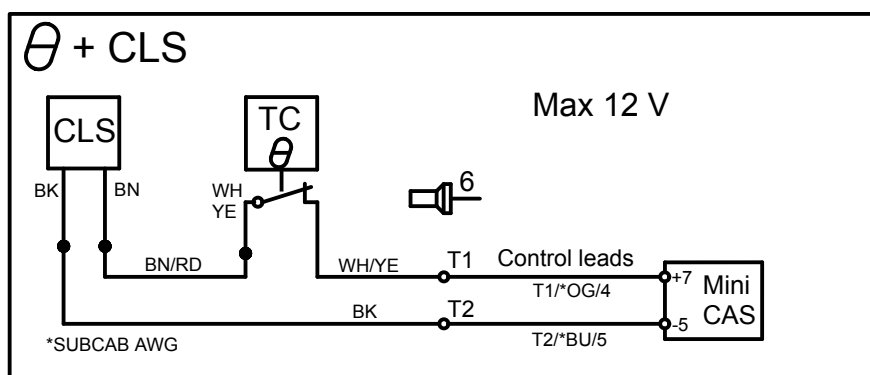 θ + CLS
Max 12 V
CLS
TC
θ
BK
BN
WH
YE
6
BN/RD
WH/YE
T1
Control leads
T1/*OG/4
+7
Mini
CAS
BK
T2
T2/*BU/5
-5
*SUBCAB AWG